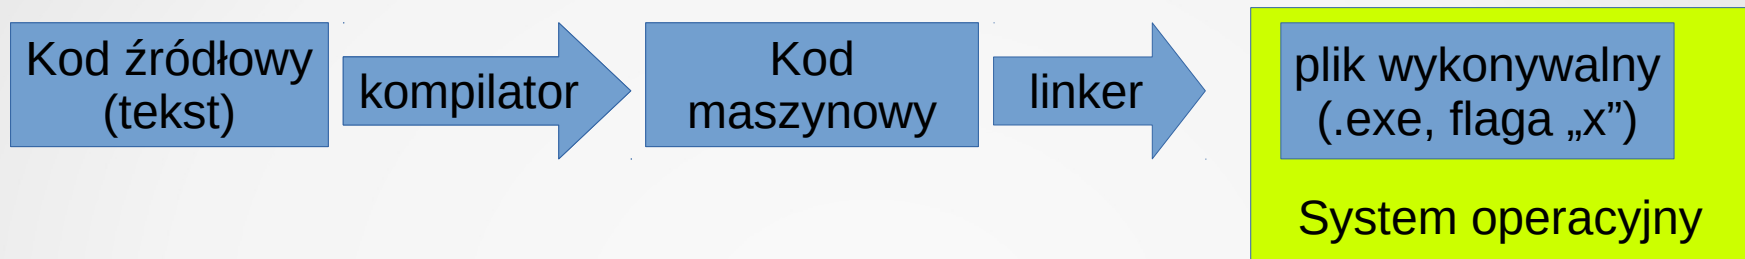 Kod źródłowy
(tekst)
kompilator
Kod
maszynowy
linker
plik wykonywalny
(.exe, flaga „x”)
System operacyjny